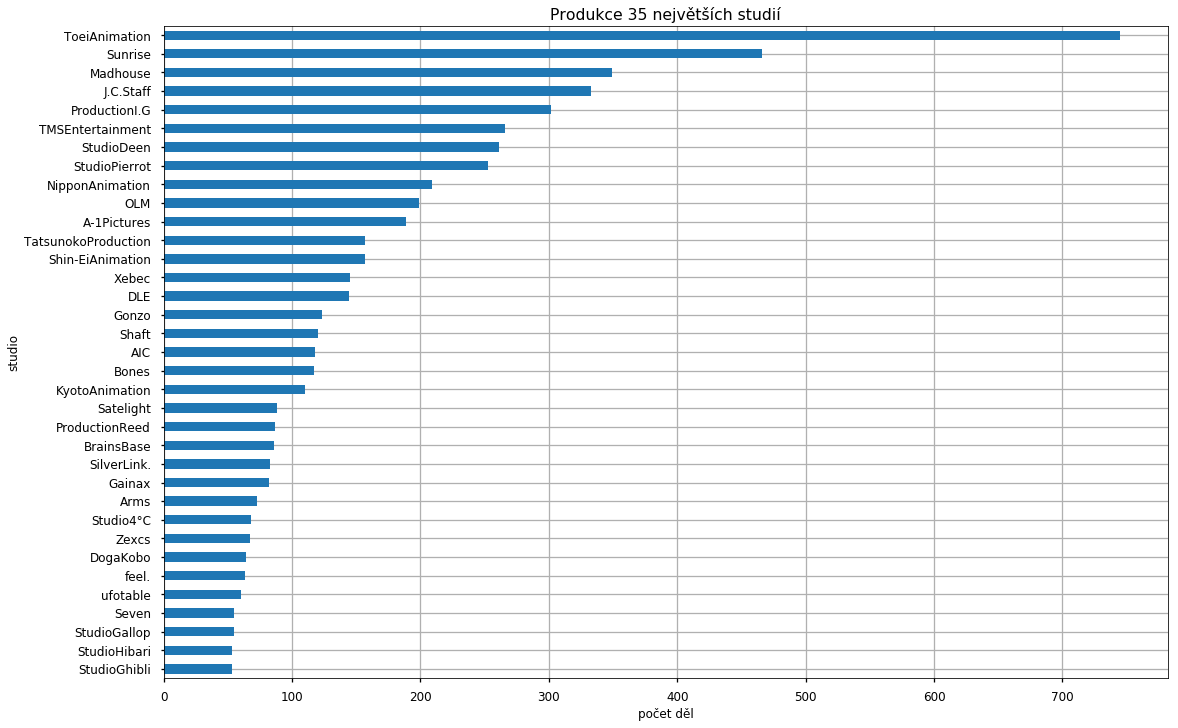 Produkce 35 největších studií
ToeiAnimation
Sunrise
Madhouse
J.C.Staff
ProductionI.G
TMSEntertainment
StudioDeen
StudioPierrot
NipponAnimation
OLM
A-1Pictures
TatsunokoProduction
Shin-EiAnimation
Xebec
DLE
Gonzo
Shaft
AIC
Bones
KyotoAnimation
Satelight
ProductionReed
BrainsBase
SilverLink.
Gainax
Arms
Studio4°C
Zexcs
DogaKobo
feel.
ufotable
Seven
StudioGallop
StudioHibari
StudioGhibli
studio
0 100 200 300 400 500 600 700
počet děl